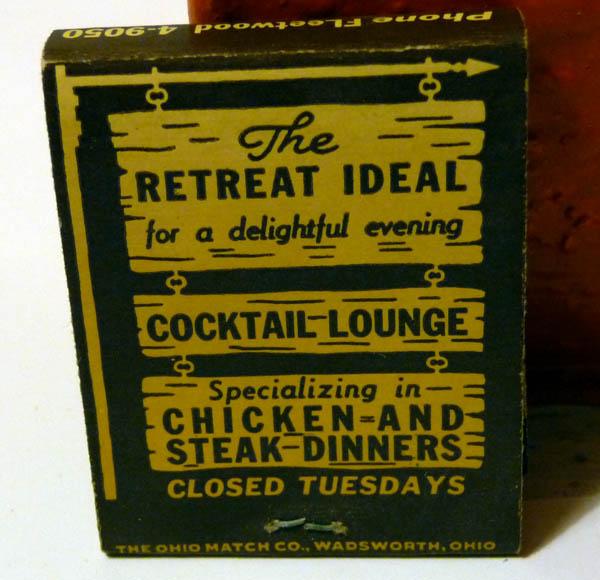 Phone FLeetwood 4-9050
The
RETREAT IDEAL
for a delightful evening
COCKTAIL LOUNGE
Specializing in
CHICKEN AND
STEAK DINNERS
CLOSED TUESDAYS
THE OHIO MATCH CO., WADSWORTH, OHIO